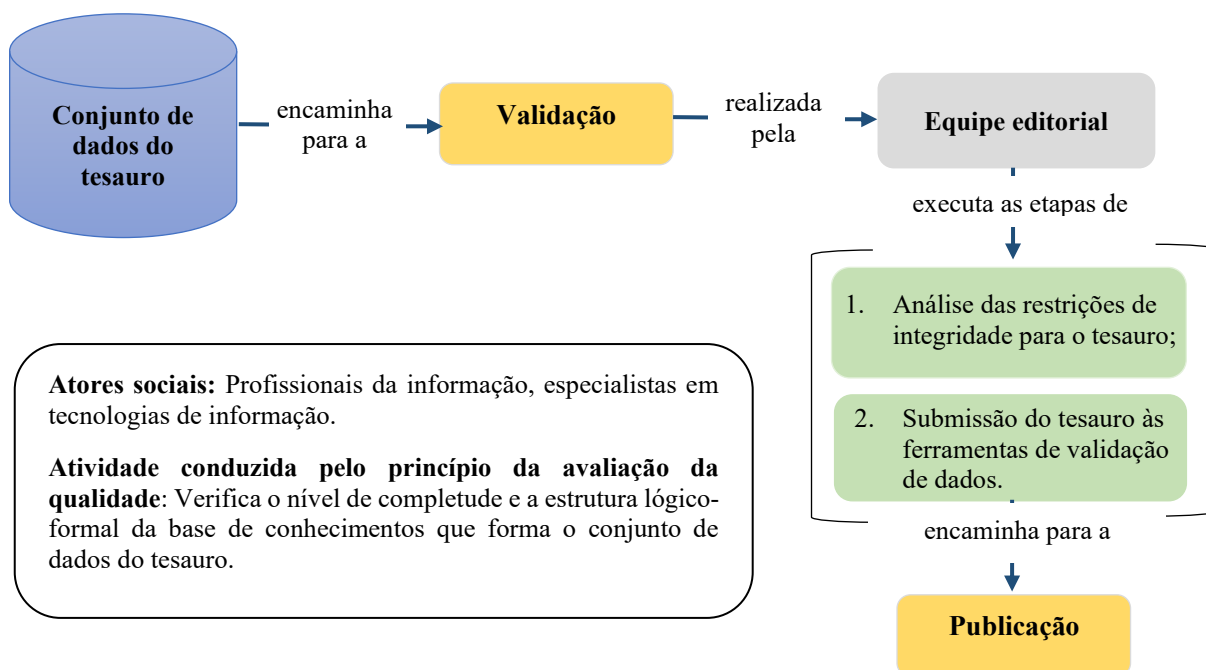 Conjunto de
dados do
tesauro
encaminha
para a
Validação
realizada
pela
Equipe editorial
executa as etapas de
1. Análise das restrições de
integridade para o tesauro;
2. Submissão do tesauro às
ferramentas de validação
de dados.
encaminha para a
Publicação
Atores sociais: Profissionais da informação, especialistas em
tecnologias de informação.
Atividade conduzida pelo princípio da avaliação da
qualidade: Verifica o nível de completude e a estrutura lógico-
formal da base de conhecimentos que forma o conjunto de
dados do tesauro.